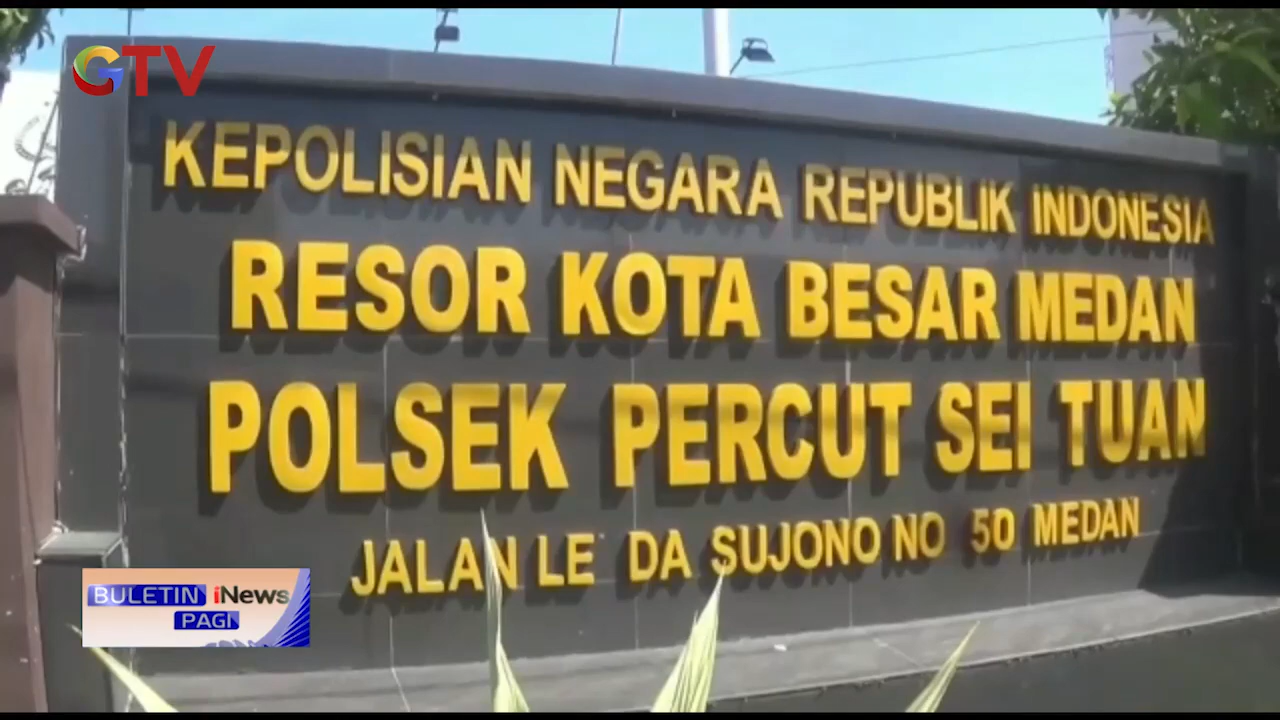 GTV
KEPOLISIAN NEGARA REPUBLIK INDONESIA
RESOR KOTA BESAR MEDAN
POLSEK PERCUT SEI TUAN
JALAN LE DA SUJONO NO 50 MEDAN
BULETIN iNews
PAGI